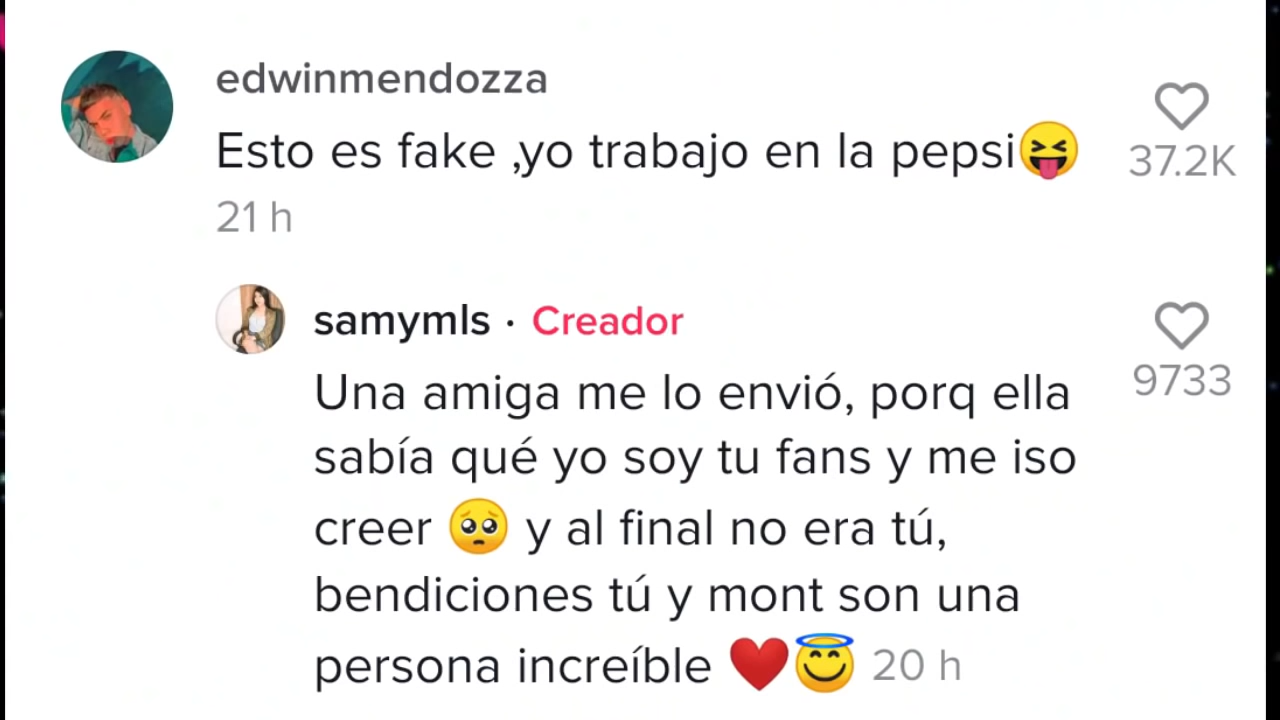 edwinmendozza
Esto es fake ,yo trabajo en la pepsi😝
37.2K
21 h
samymls · Creador
Una amiga me lo envió, porq ella
9733
sabía qué yo soy tu fans y me iso
creer 🥺 y al final no era tú,
bendiciones tú y mont son una
persona increíble ❤️😇 20 h